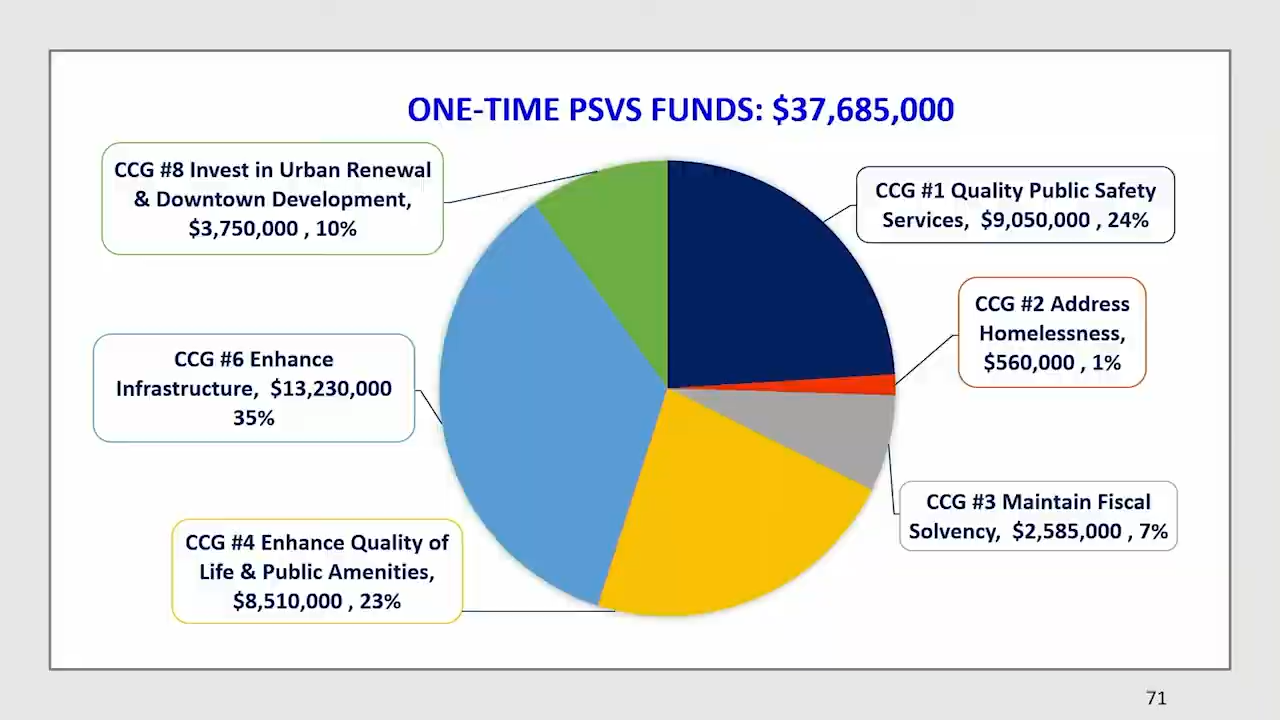 ONE-TIME PSVS FUNDS: $37,685,000
CCG #8 Invest in Urban Renewal
& Downtown Development,
$3,750,000 , 10%
CCG #1 Quality Public Safety
Services,  $9,050,000 , 24%
CCG #2 Address
Homelessness,
$560,000 , 1%
CCG #6 Enhance
Infrastructure,  $13,230,000
35%
CCG #3 Maintain Fiscal
Solvency,  $2,585,000 , 7%
CCG #4 Enhance Quality of
Life & Public Amenities,
$8,510,000 , 23%
71